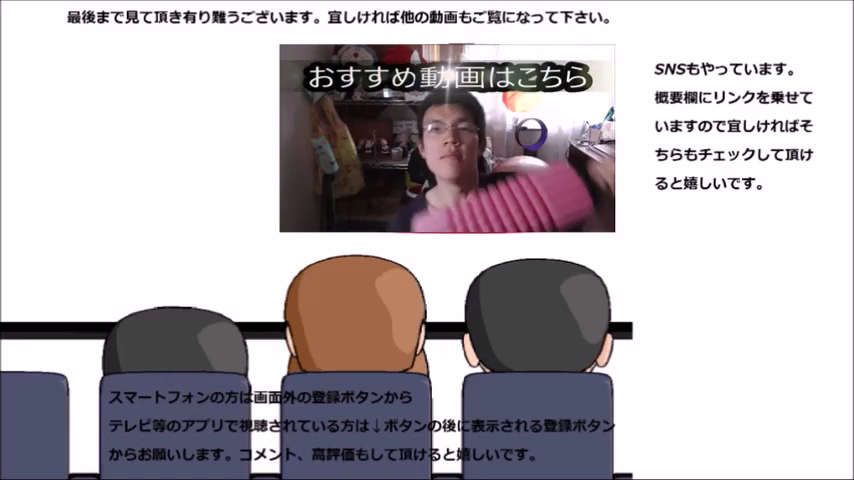 最後まで見て頂き有り難うございます。宜しければ他の動画もご覧になって下さい。
おすすめ動画はこちら
SNSもやっています。
概要欄にリンクを乗せて
いますので宜しければそ
ちらもチェックして頂け
ると嬉しいです。
スマートフォンの方は画面外の登録ボタンから
テレビ等のアプリで視聴されている方は↓ボタンの後に表示される登録ボタン
からお願いします。コメント、高評価もして頂けると嬉しいです。